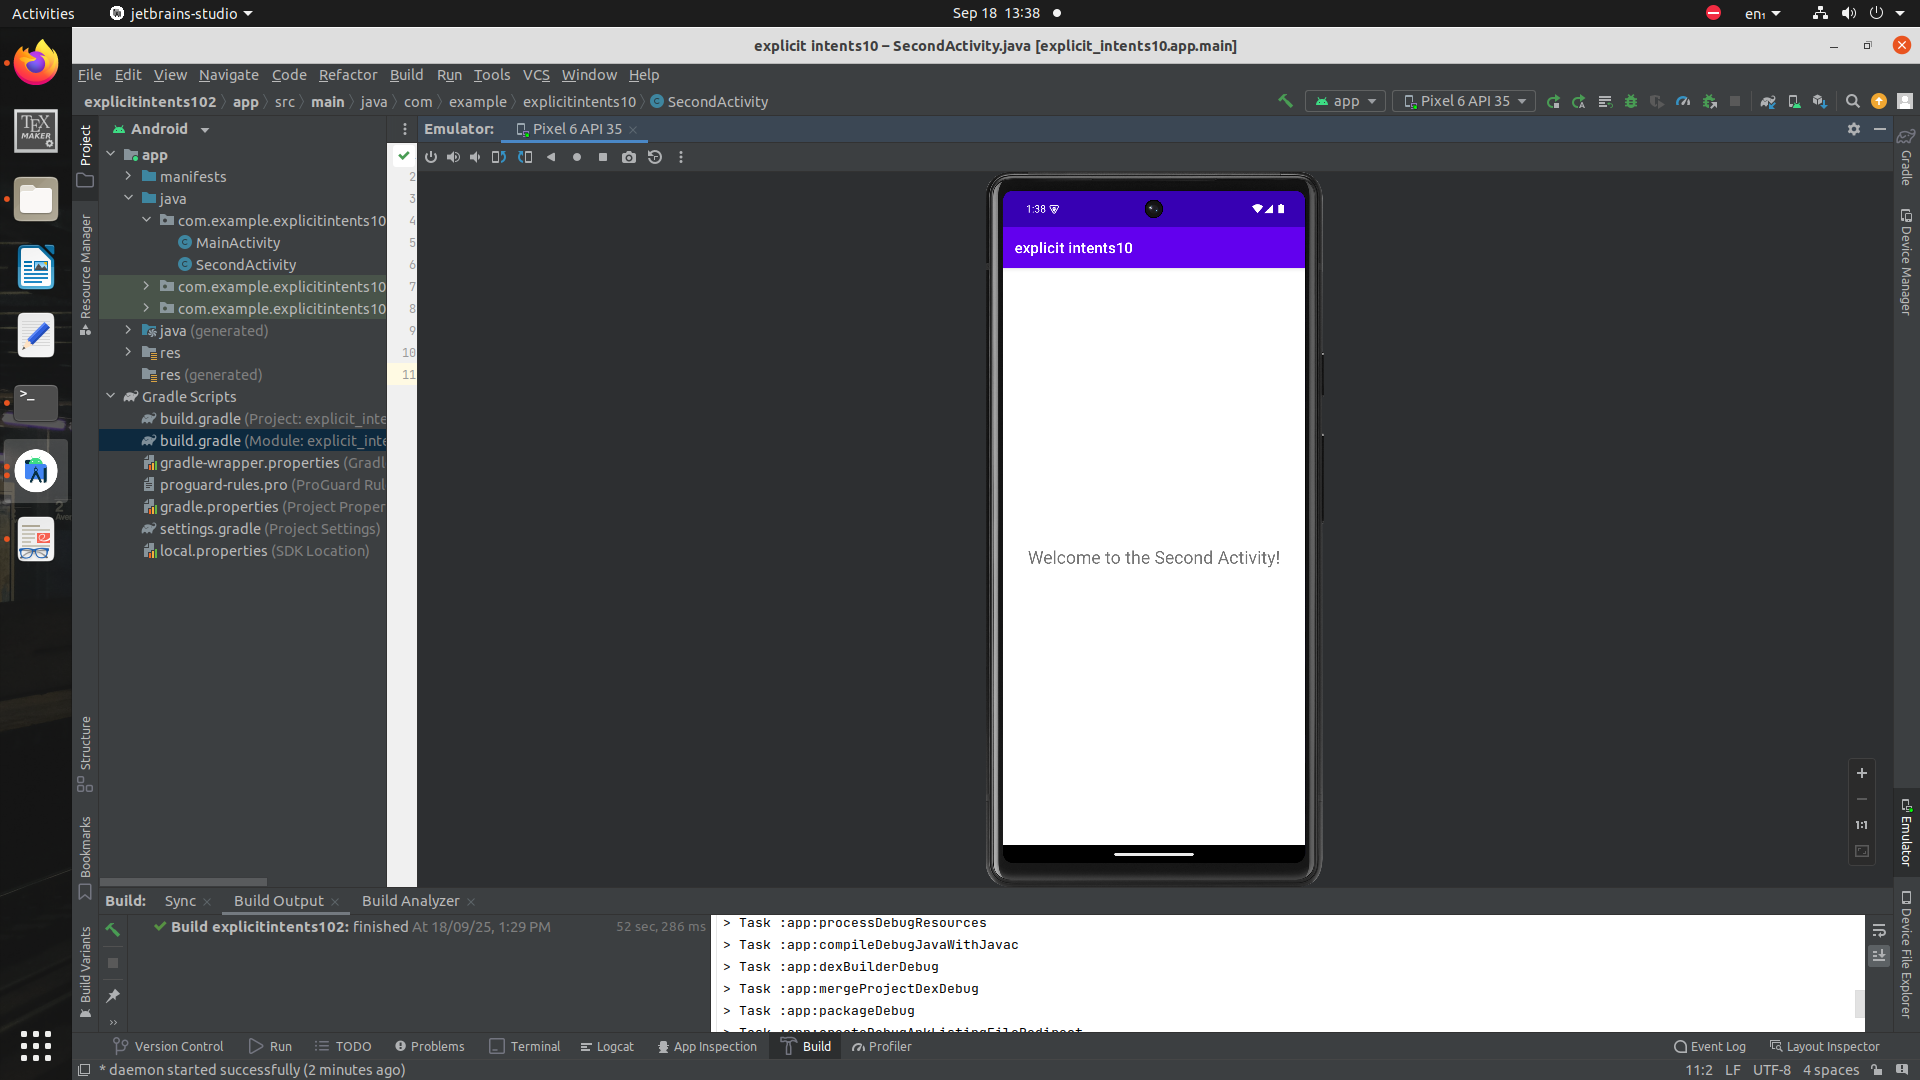 Activities
jetbrains-studio
Sep 18 13:38
en₁
explicit intents10 – SecondActivity.java [explicit_intents10.app.main]
File Edit View Navigate Code Refactor Build Run Tools VCS Window Help
explicitintents102 app src main java com example explicitintents10 SecondActivity
app
Pixel 6 API 35
Android
Emulator: Pixel 6 API 35
app
manifests
java
com.example.explicitintents10
MainActivity
SecondActivity
com.example.explicitintents10
com.example.explicitintents10
java (generated)
res
res (generated)
Gradle Scripts
build.gradle (Project: explicit_inte
build.gradle (Module: explicit_inte
gradle-wrapper.properties (Gradl
proguard-rules.pro (ProGuard Rul
gradle.properties (Project Proper
settings.gradle (Project Settings)
local.properties (SDK Location)
2
3
4
5
6
7
8
9
10
11
1:38
explicit intents10
Welcome to the Second Activity!
1:1
TEX
MAKER
Project
Resource Manager
Structure
Bookmarks
Build Variants
Gradle
Device Manager
Emulator
Device File Explorer
Build: Sync Build Output Build Analyzer
Build explicitintents102: finished At 18/09/25, 1:29 PM 52 sec, 286 ms
> Task :app:processDebugResources
> Task :app:compileDebugJavaWithJavac
> Task :app:dexBuilderDebug
> Task :app:mergeProjectDexDebug
> Task :app:packageDebug
> Task :app:createDebugApkListingFileRedirect
Version Control Run TODO Problems Terminal Logcat App Inspection Build Profiler
Event Log Layout Inspector
* daemon started successfully (2 minutes ago)
11:2 LF UTF-8 4 spaces